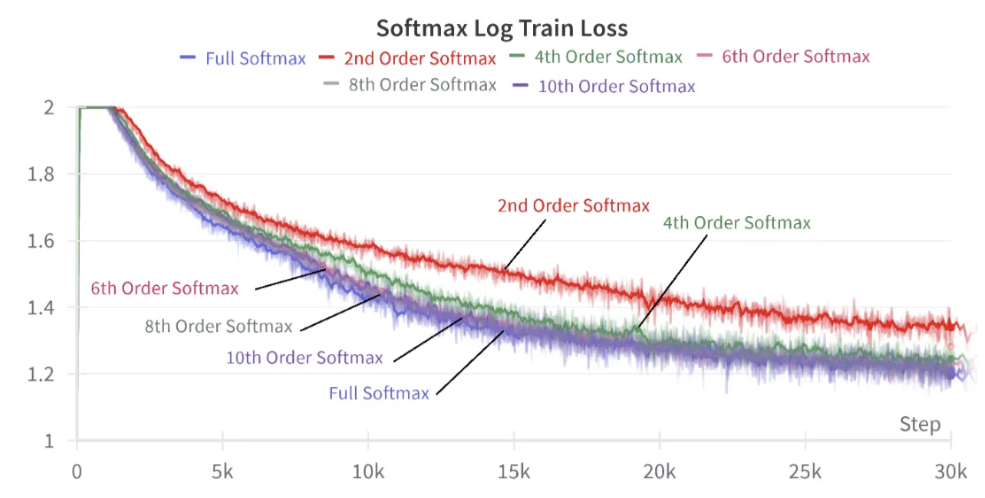 Softmax Log Train Loss
Full Softmax 2nd Order Softmax 4th Order Softmax 6th Order Softmax
8th Order Softmax 10th Order Softmax
2
1.8
2nd Order Softmax
4th Order Softmax
1.6
6th Order Softmax
1.4
8th Order Softmax
10th Order Softmax
1.2
Full Softmax
Step
1
0 5k 10k 15k 20k 25k 30k